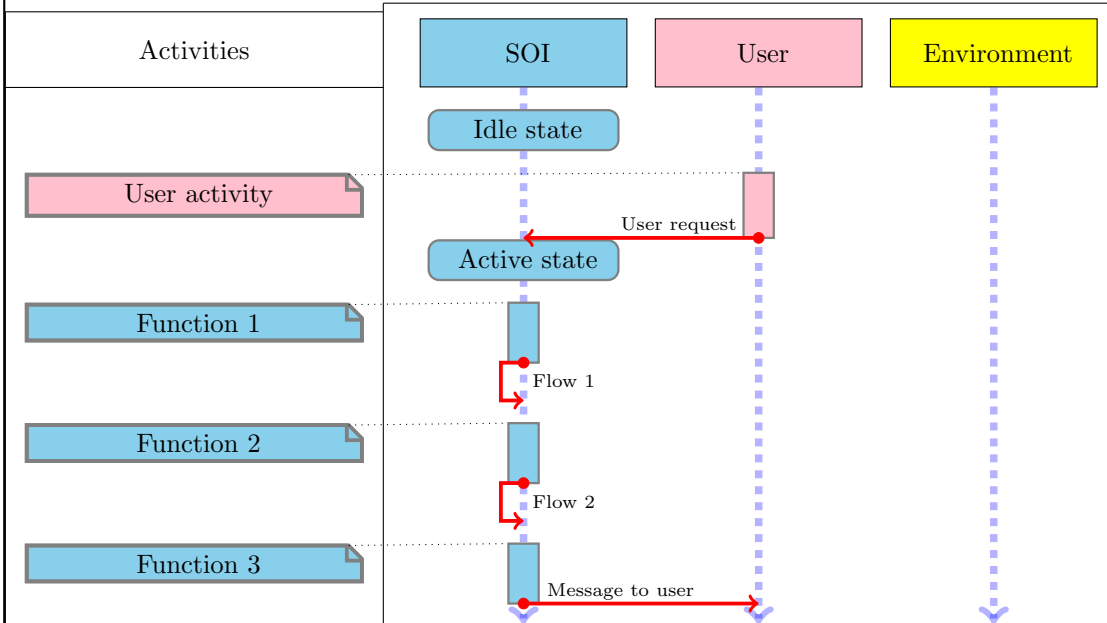 Activities
SOI
User
Environment
Idle state
User activity
User request
Active state
Function 1
Flow 1
Function 2
Flow 2
Function 3
Message to user